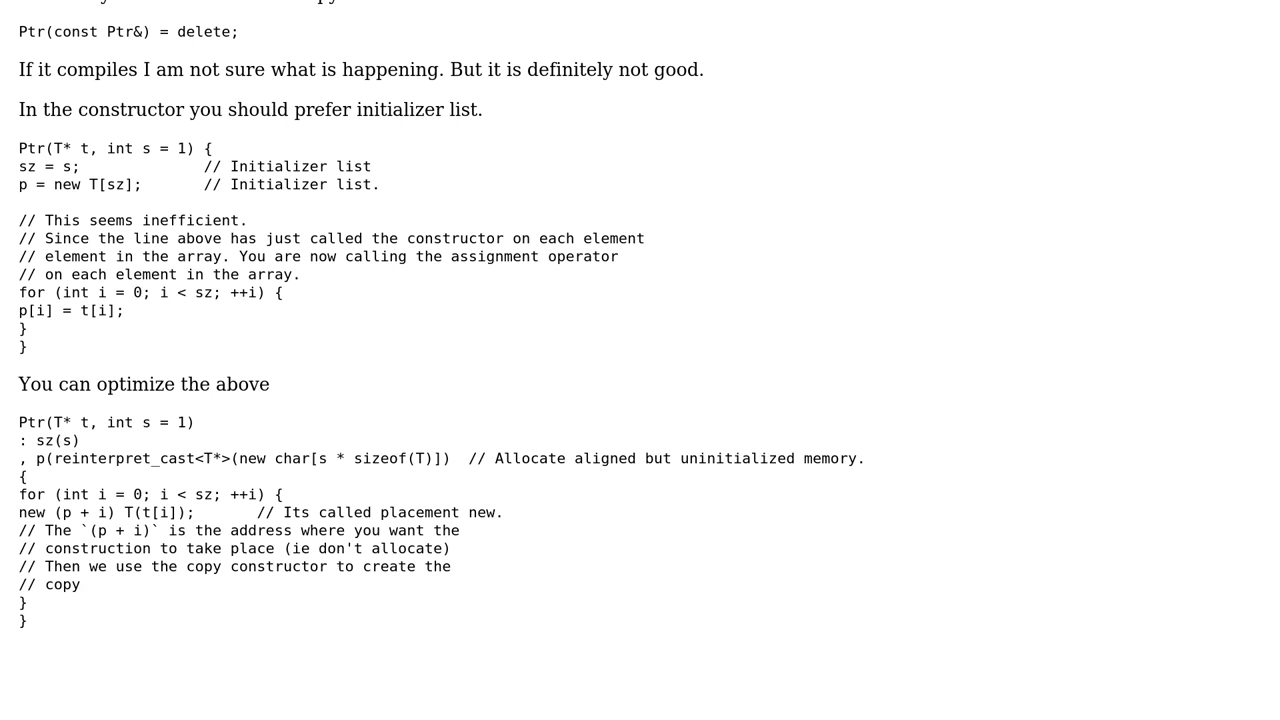 Ptr(const Ptr&) = delete;
If it compiles I am not sure what is happening. But it is definitely not good.
In the constructor you should prefer initializer list.
Ptr(T* t, int s = 1) {
sz = s;              // Initializer list
p = new T[sz];       // Initializer list.
// This seems inefficient.
// Since the line above has just called the constructor on each element
// element in the array. You are now calling the assignment operator
// on each element in the array.
for (int i = 0; i < sz; ++i) {
p[i] = t[i];
}
}
You can optimize the above
Ptr(T* t, int s = 1)
: sz(s)
, p(reinterpret_cast<T*>(new char[s * sizeof(T)])  // Allocate aligned but uninitialized memory.
{
for (int i = 0; i < sz; ++i) {
new (p + i) T(t[i]);       // Its called placement new.
// The `(p + i)` is the address where you want the
// construction to take place (ie don't allocate)
// Then we use the copy constructor to create the
// copy
}
}